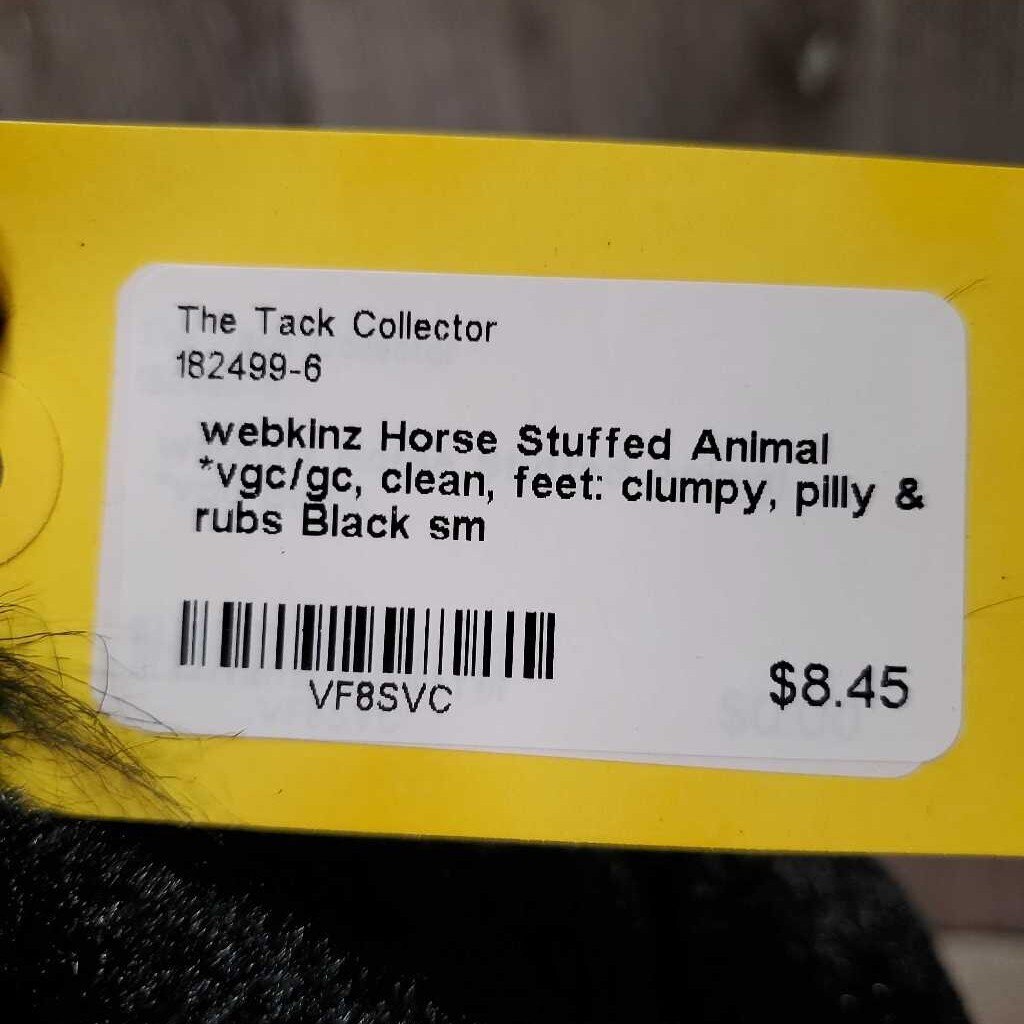 The Tack Collector
182499-6
webkinz Horse Stuffed Animal
*vgc/gc, clean, feet: clumpy, pilly &
rubs Black sm
VF8SVC
$8.45